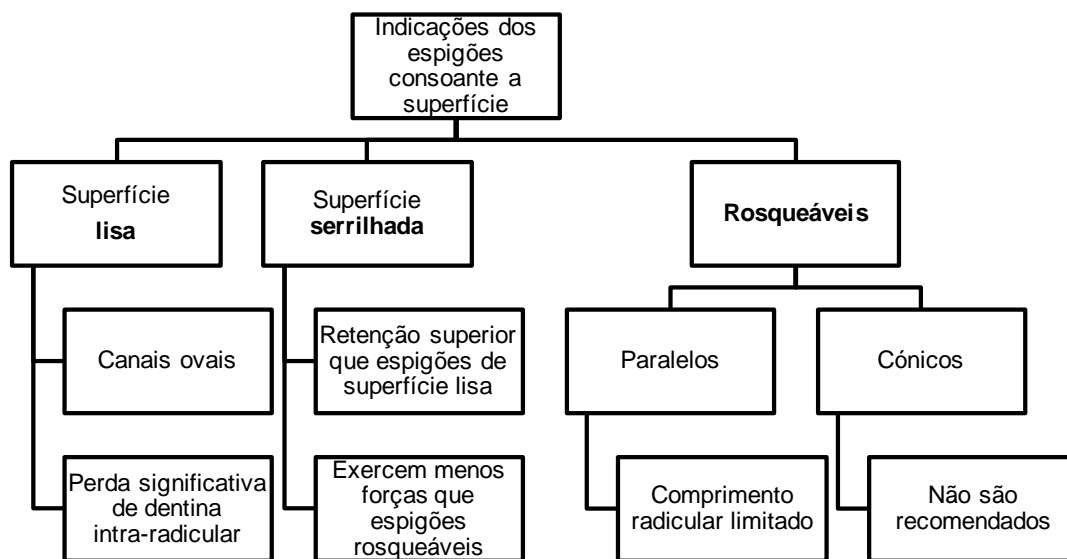 Indicações dos
espigões
consoante a
superfície
Superfície
lisa
Superfície
serrilhada
Rosqueáveis
Canais ovais
Retenção superior
que espigões de
superfície lisa
Paralelos
Cónicos
Perda significativa
de dentina
intra-radicular
Exercem menos
forças que
espigões
rosqueáveis
Comprimento
radicular limitado
Não são
recomendados